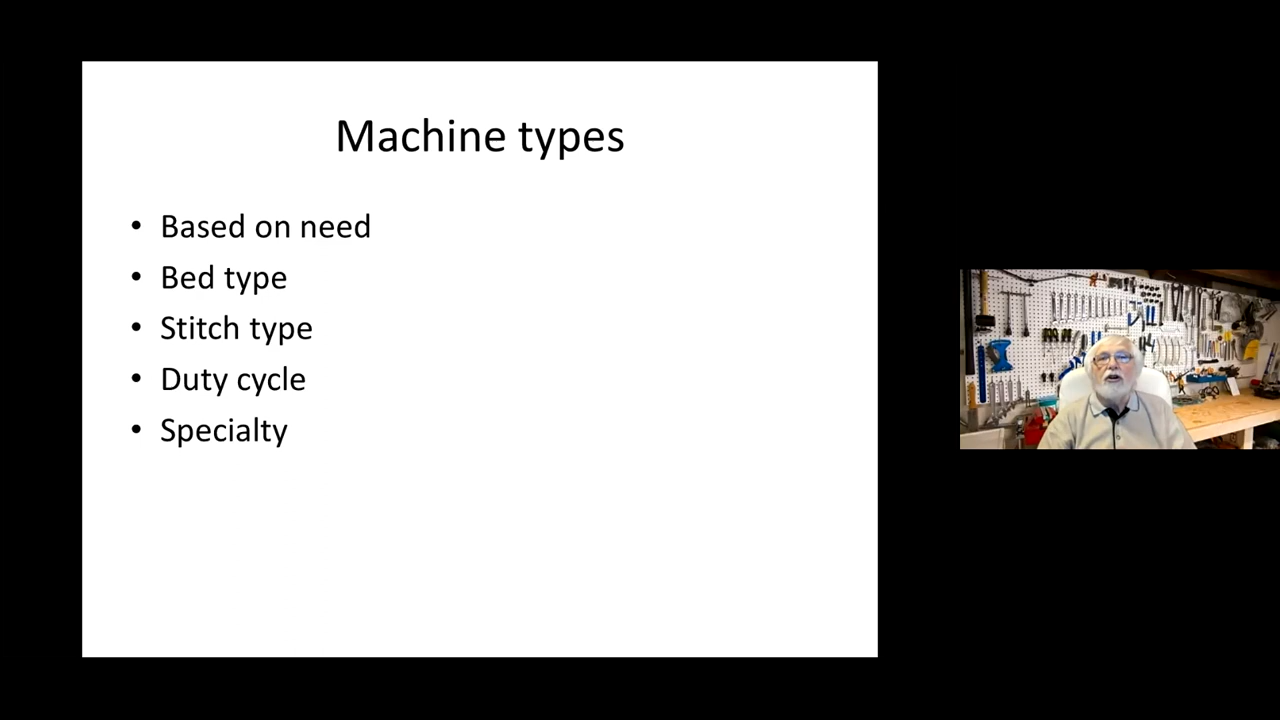 Machine types
• Based on need
• Bed type
• Stitch type
• Duty cycle
• Specialty